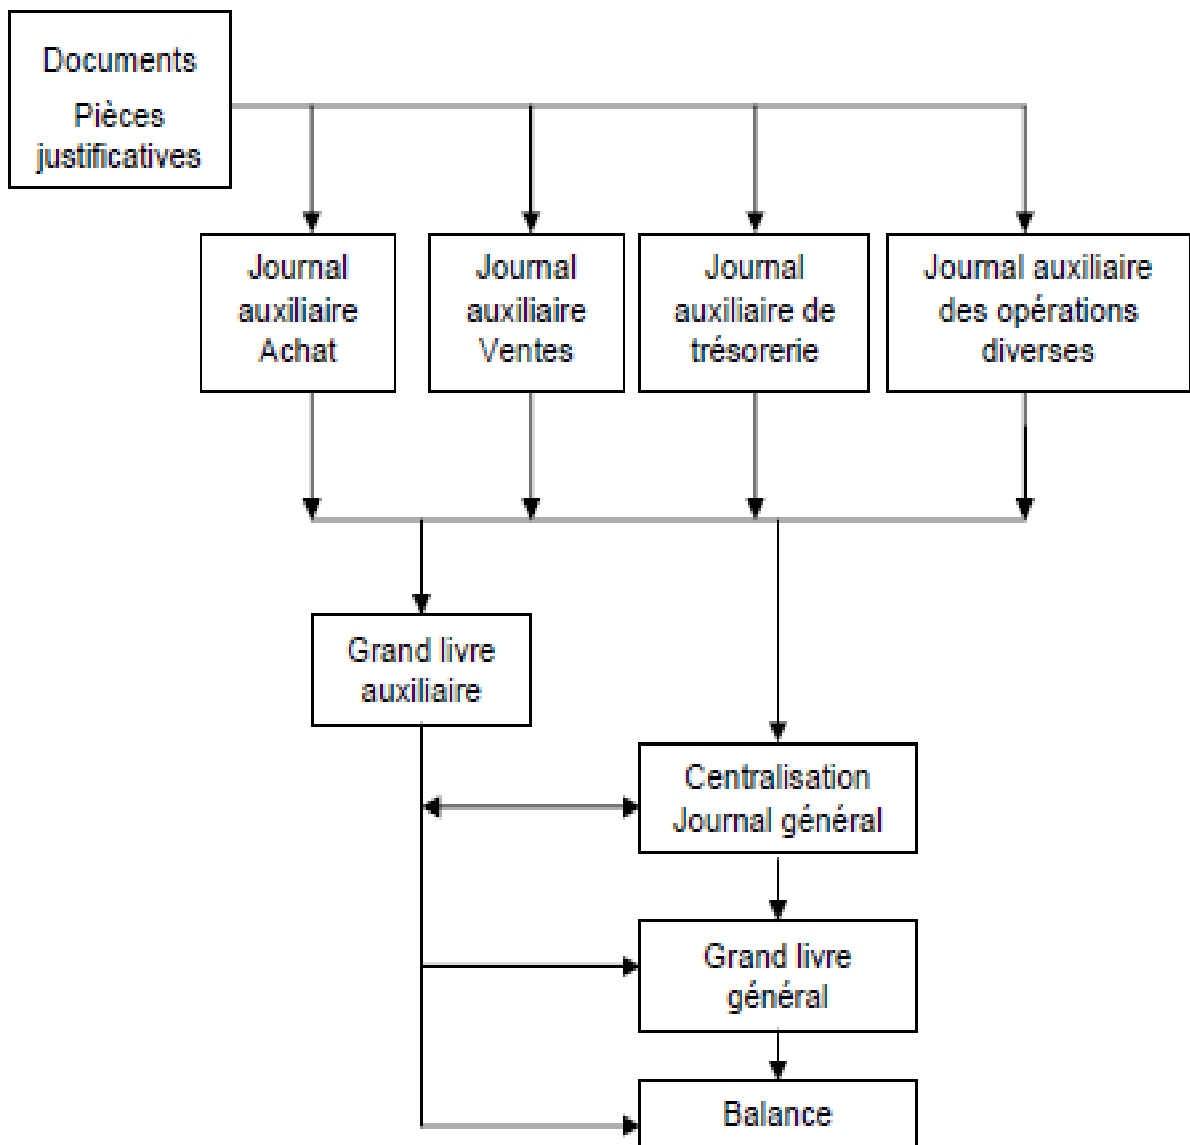 Documents
Pièces
justificatives
Journal
auxiliaire
Achat
Journal
auxiliaire
Ventes
Journal
auxiliaire de
trésorerie
Journal auxiliaire
des opérations
diverses
Grand livre
auxiliaire
Centralisation
Journal général
Grand livre
général
Balance